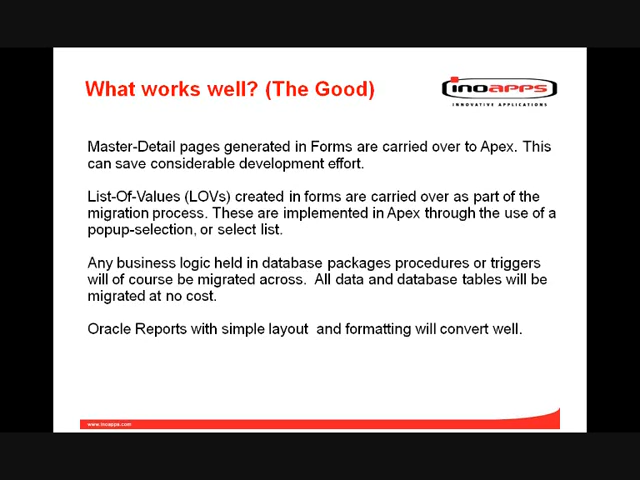 What works well? (The Good)
inoapps
INNOVATIVE APPLICATIONS
Master-Detail pages generated in Forms are carried over to Apex. This
can save considerable development effort.
List-Of-Values (LOVs) created in forms are carried over as part of the
migration process. These are implemented in Apex through the use of a
popup-selection, or select list.
Any business logic held in database packages procedures or triggers
will of course be migrated across. All data and database tables will be
migrated at no cost.
Oracle Reports with simple layout and formatting will convert well.
www.inoapps.com